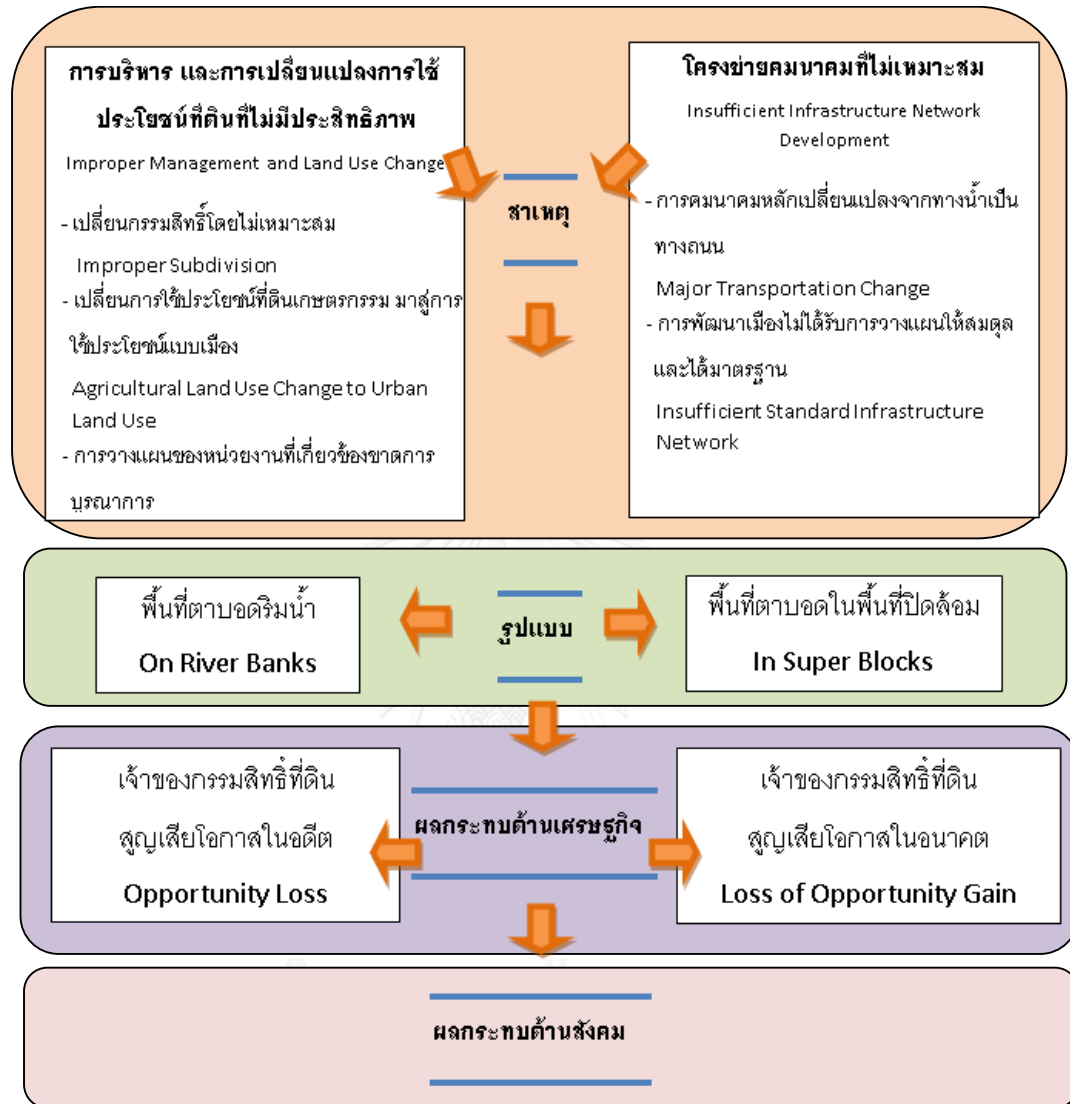 การบริหาร และการเปลี่ยนแปลงการใช้
ประโยชน์ที่ดินที่ไม่มีประสิทธิภาพ
Improper Management and Land Use Change
- เปลี่ยนกรรมสิทธิ์โดยไม่เหมาะสม
Improper Subdivision
- เปลี่ยนการใช้ประโยชน์ที่ดินเกษตรกรรม มาสู่การ
ใช้ประโยชน์แบบเมือง
Agricultural Land Use Change to Urban
Land Use
- การวางแผนของหน่วยงานที่เกี่ยวข้องขาดการ
บูรณาการ
สาเหตุ
โครงข่ายคมนาคมที่ไม่เหมาะสม
Insufficient Infrastructure Network
Development
- การคมนาคมหลักเปลี่ยนแปลงจากทางน้ำเป็น
ทางถนน
Major Transportation Change
- การพัฒนาเมืองไม่ได้รับการวางแผนให้สมดุล
และได้มาตรฐาน
Insufficient Standard Infrastructure
Network
พื้นที่ตาบอดริมน้ำ
On River Banks
รูปแบบ
พื้นที่ตาบอดในพื้นที่ปิดล้อม
In Super Blocks
เจ้าของกรรมสิทธิ์ที่ดิน
สูญเสียโอกาสในอดีต
Opportunity Loss
ผลกระทบด้านเศรษฐกิจ
เจ้าของกรรมสิทธิ์ที่ดิน
สูญเสียโอกาสในอนาคต
Loss of Opportunity Gain
ผลกระทบด้านสังคม